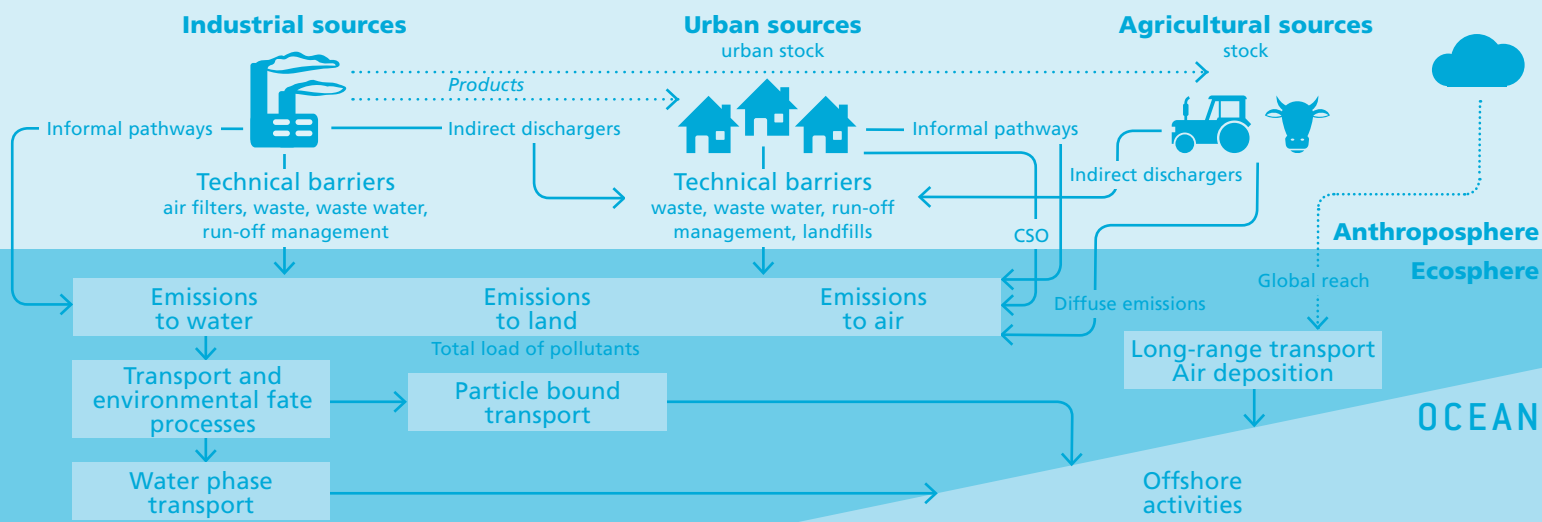 Industrial sources
Urban sources
urban stock
Agricultural sources
stock
Products
Informal pathways
Indirect dischargers
Informal pathways
Indirect dischargers
Technical barriers
air filters, waste, waste water,
run-off management
Technical barriers
waste, waste water, run-off
management, landfills
CSO
Anthroposphere
Ecosphere
Global reach
Diffuse emissions
Emissions
to water
Emissions
to land
Emissions
to air
Total load of pollutants
Long-range transport
Air deposition
Transport and
environmental fate
processes
Particle bound
transport
OCEAN
Water phase
transport
Offshore
activities